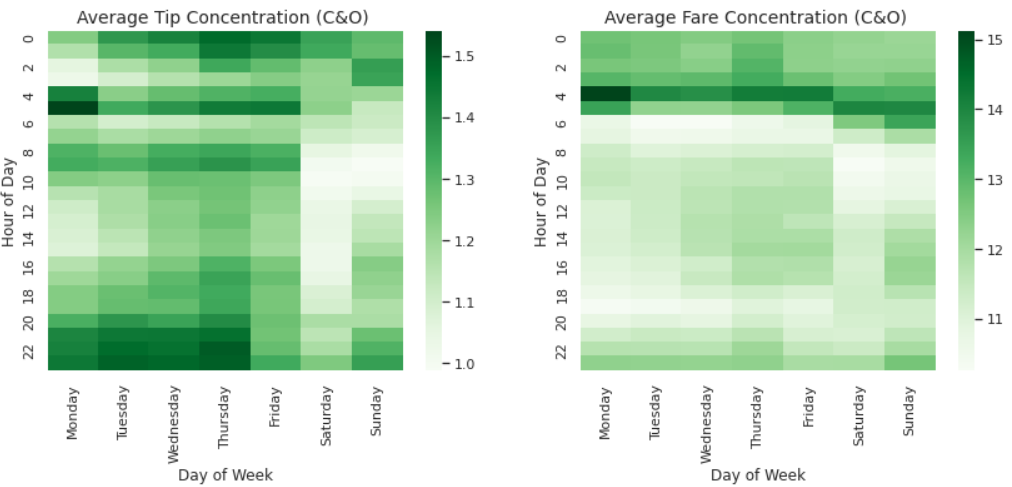 Average Tip Concentration (C&O)
Hour of Day
0
2
4
6
8
10
12
14
16
18
20
22
Monday
Tuesday
Wednesday
Thursday
Friday
Saturday
Sunday
Day of Week
1.5
1.4
1.3
1.2
1.1
1.0
Average Fare Concentration (C&O)
Hour of Day
0
2
4
6
8
10
12
14
16
18
20
22
Monday
Tuesday
Wednesday
Thursday
Friday
Saturday
Sunday
Day of Week
15
14
13
12
11